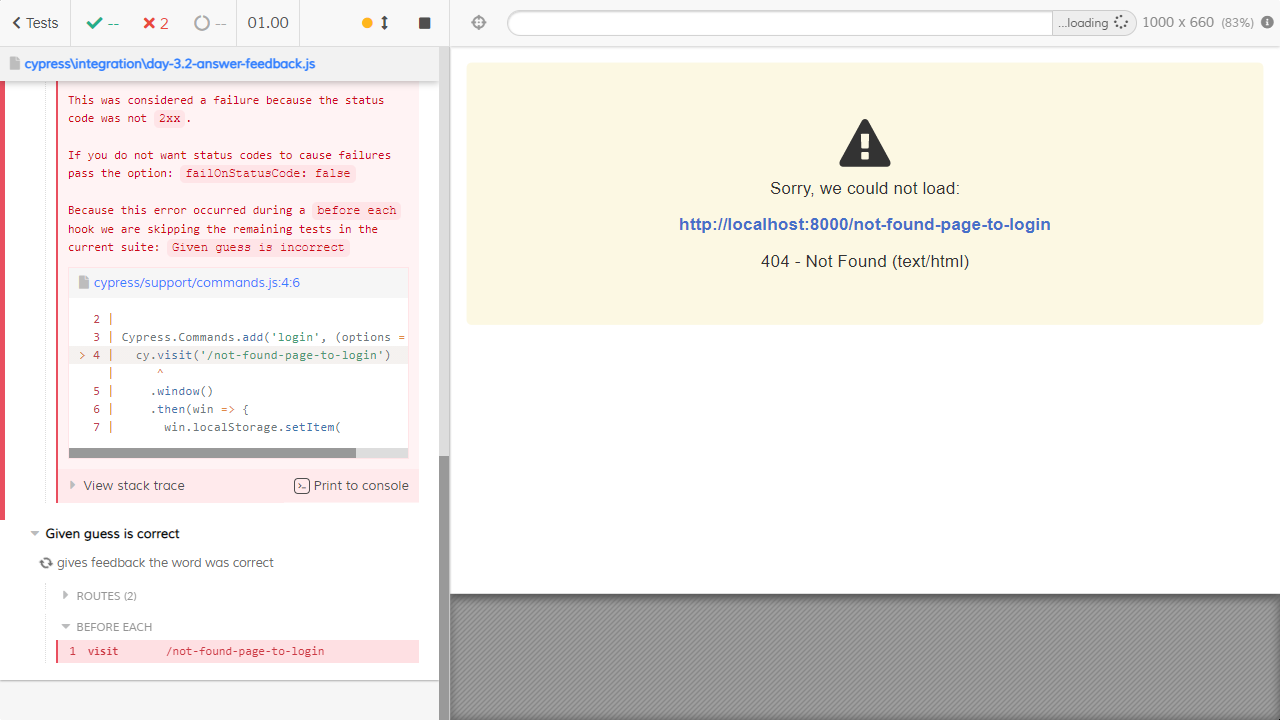 Tests -- 2 -- 01.00
...loading 1000 x 660 (83%)
cypress\integration\day-3.2-answer-feedback.js
This was considered a failure because the status
code was not 2xx.
If you do not want status codes to cause failures
pass the option: failOnStatusCode: false
Because this error occurred during a before each
hook we are skipping the remaining tests in the
current suite: Given guess is incorrect
cypress/support/commands.js:4:6
2 |
3 | Cypress.Commands.add('login', (options =
> 4 | cy.visit('/not-found-page-to-login')
| ^
5 | .window()
6 | .then(win => {
7 | win.localStorage.setItem(
View stack trace Print to console
Given guess is correct
gives feedback the word was correct
ROUTES (2)
BEFORE EACH
1 visit /not-found-page-to-login
Sorry, we could not load:
http://localhost:8000/not-found-page-to-login
404 - Not Found (text/html)